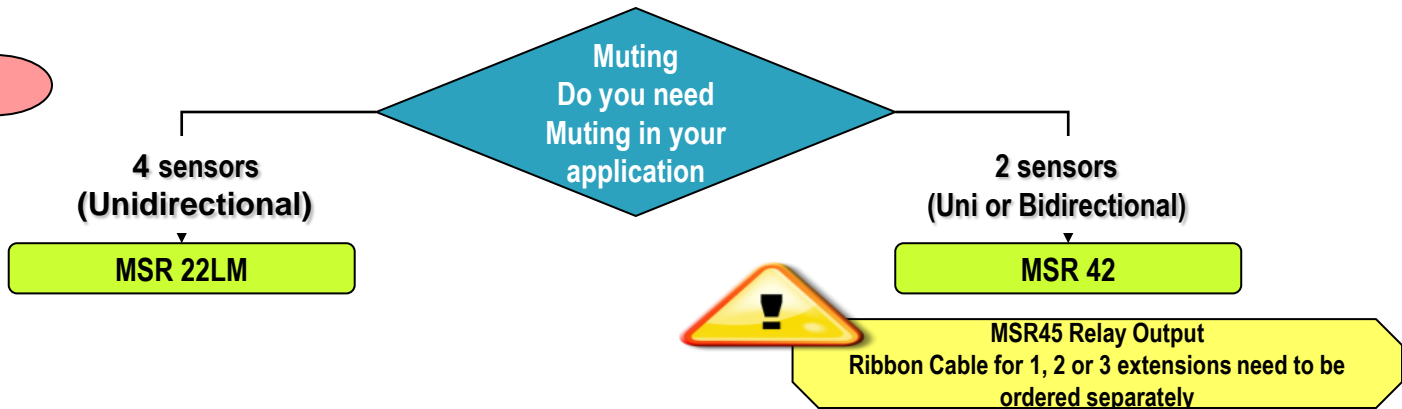 Muting
Do you need
Muting in your
application
4 sensors
(Unidirectional)
2 sensors
(Uni or Bidirectional)
MSR 22LM
MSR 42
MSR45 Relay Output
Ribbon Cable for 1, 2 or 3 extensions need to be
ordered separately